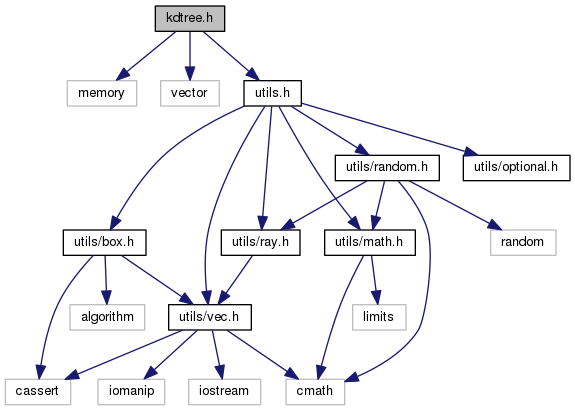 kdtree.h
memory
vector
utils.h
utils/random.h
utils/optional.h
utils/box.h
utils/ray.h
utils/math.h
random
algorithm
utils/vec.h
limits
cassert
iomanip
iostream
cmath